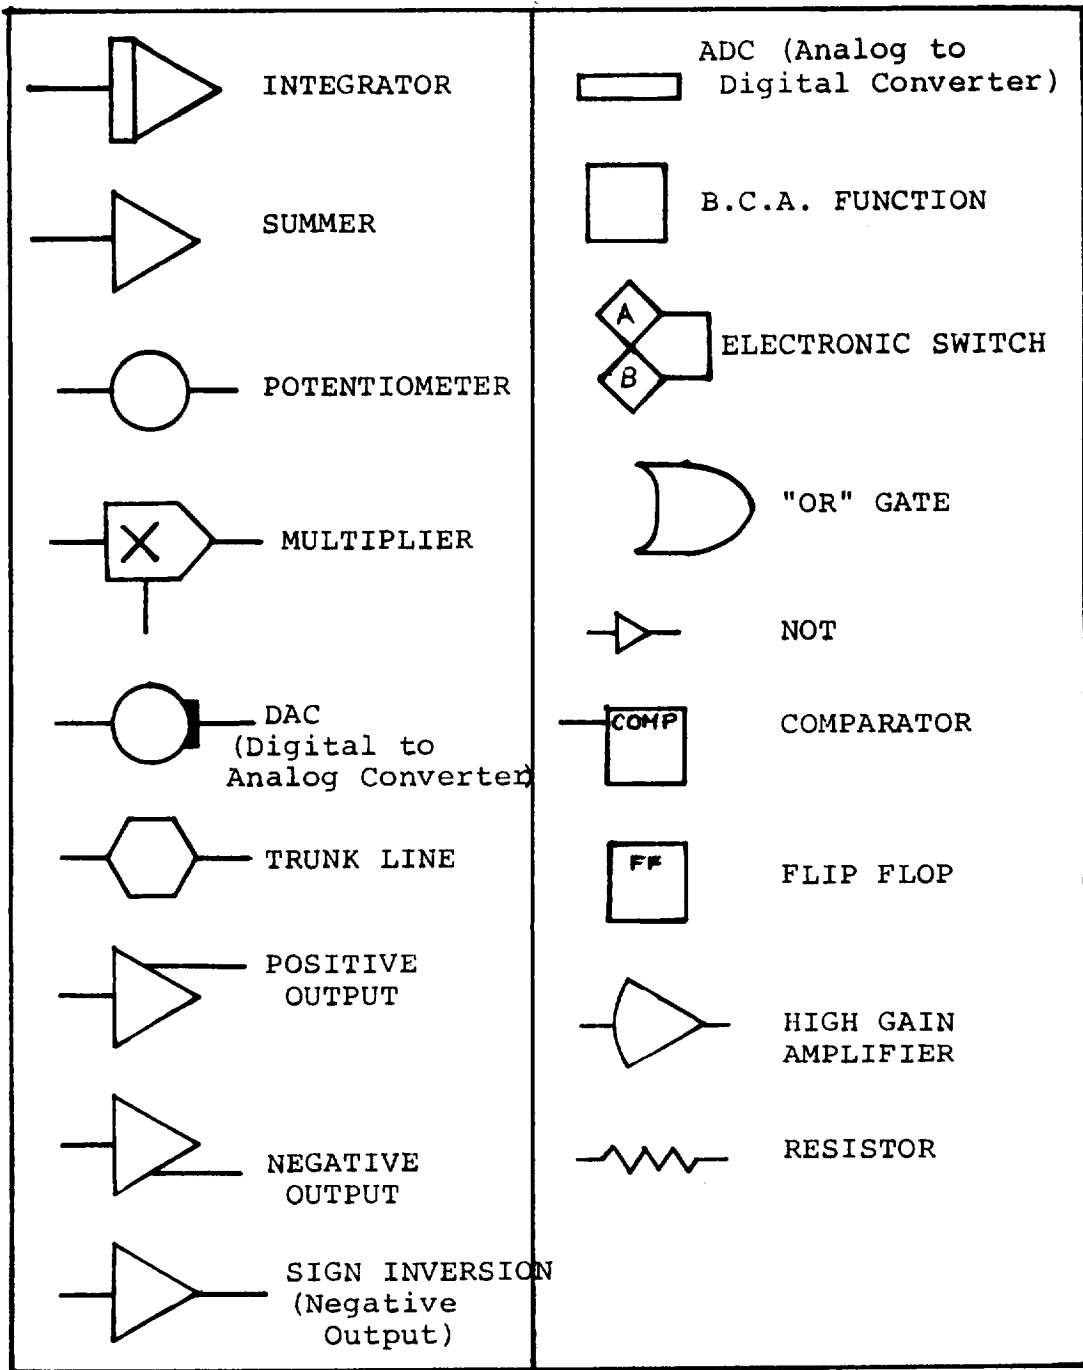 INTEGRATOR
SUMMER
POTENTIOMETER
X
MULTIPLIER
DAC
(Digital to
Analog Converter)
TRUNK LINE
POSITIVE
OUTPUT
NEGATIVE
OUTPUT
SIGN INVERSION
(Negative
Output)
ADC (Analog to
Digital Converter)
B.C.A. FUNCTION
A
B
ELECTRONIC SWITCH
"OR" GATE
NOT
COMP
COMPARATOR
FF
FLIP FLOP
HIGH GAIN
AMPLIFIER
RESISTOR